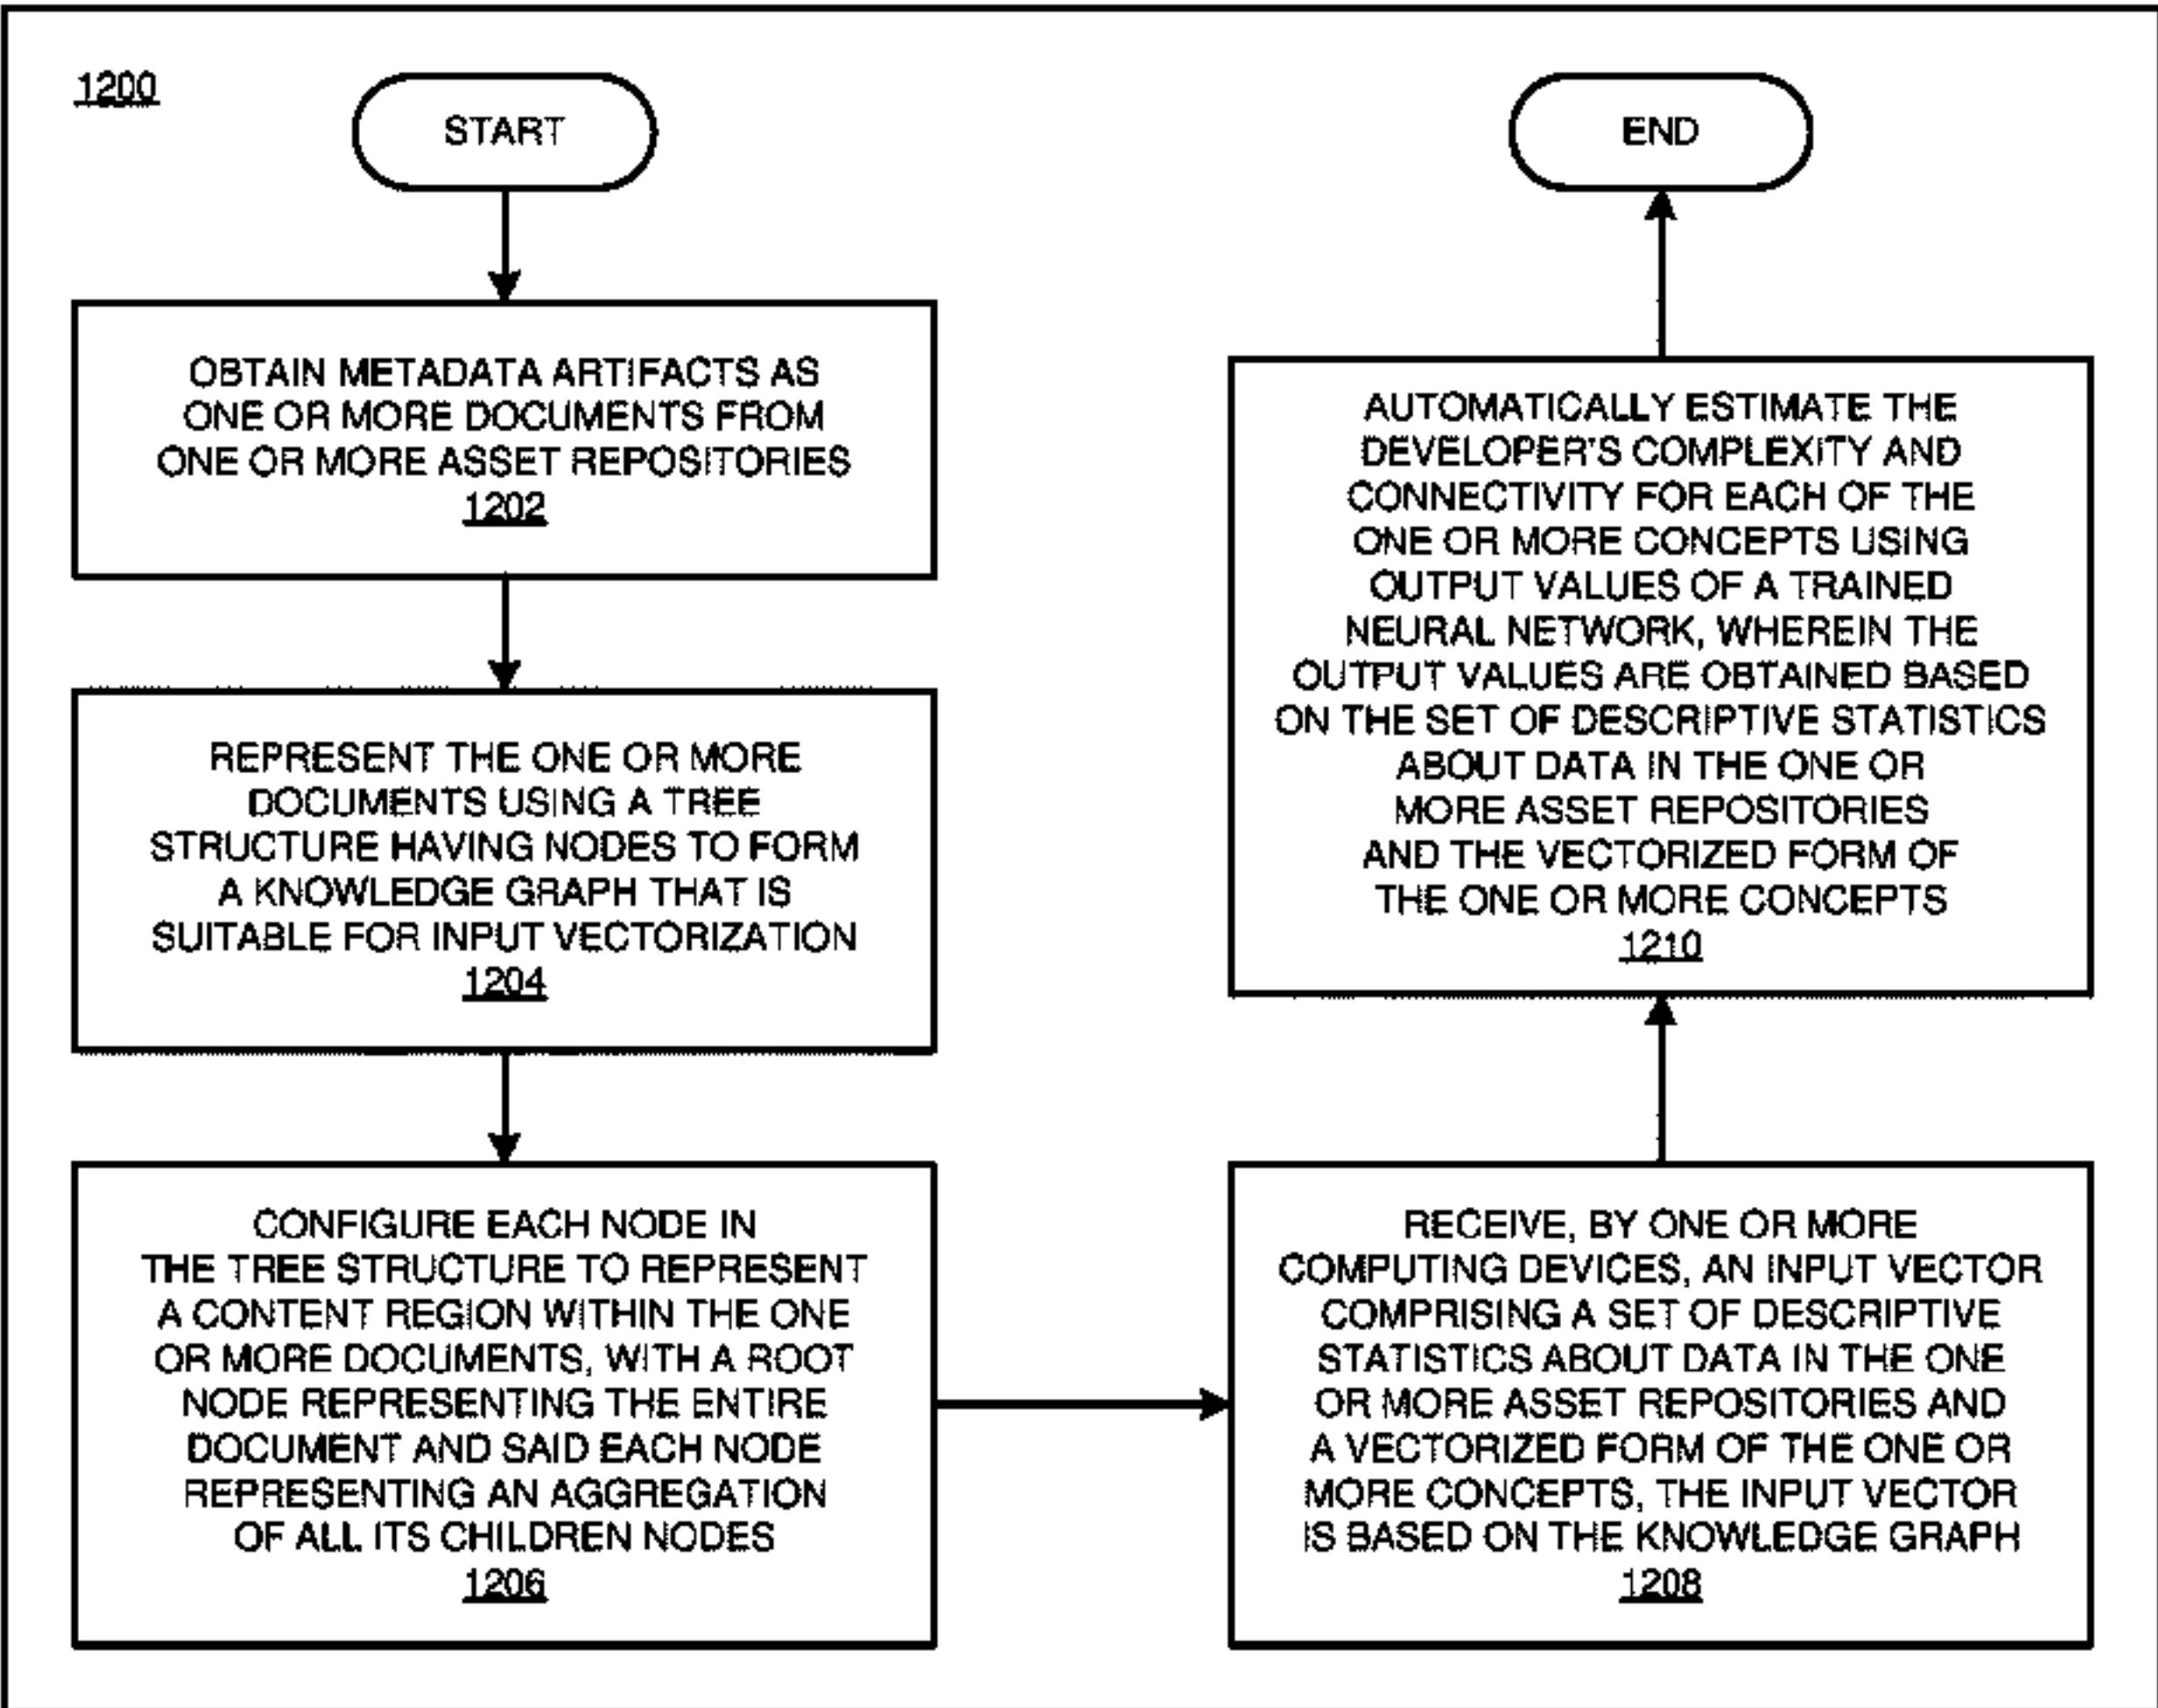 1200
START
OBTAIN METADATA ARTIFACTS AS
ONE OR MORE DOCUMENTS FROM
ONE OR MORE ASSET REPOSITORIES
1202
REPRESENT THE ONE OR MORE
DOCUMENTS USING A TREE
STRUCTURE HAVING NODES TO FORM
A KNOWLEDGE GRAPH THAT IS
SUITABLE FOR INPUT VECTORIZATION
1204
CONFIGURE EACH NODE IN
THE TREE STRUCTURE TO REPRESENT
A CONTENT REGION WITHIN THE ONE
OR MORE DOCUMENTS, WITH A ROOT
NODE REPRESENTING THE ENTIRE
DOCUMENT AND SAID EACH NODE
REPRESENTING AN AGGREGATION
OF ALL ITS CHILDREN NODES
1206
RECEIVE, BY ONE OR MORE
COMPUTING DEVICES, AN INPUT VECTOR
COMPRISING A SET OF DESCRIPTIVE
STATISTICS ABOUT DATA IN THE ONE
OR MORE ASSET REPOSITORIES AND
A VECTORIZED FORM OF THE ONE OR
MORE CONCEPTS, THE INPUT VECTOR
IS BASED ON THE KNOWLEDGE GRAPH
1208
AUTOMATICALLY ESTIMATE THE
DEVELOPER'S COMPLEXITY AND
CONNECTIVITY FOR EACH OF THE
ONE OR MORE CONCEPTS USING
OUTPUT VALUES OF A TRAINED
NEURAL NETWORK, WHEREIN THE
OUTPUT VALUES ARE OBTAINED BASED
ON THE SET OF DESCRIPTIVE STATISTICS
ABOUT DATA IN THE ONE OR
MORE ASSET REPOSITORIES
AND THE VECTORIZED FORM OF
THE ONE OR MORE CONCEPTS
1210
END